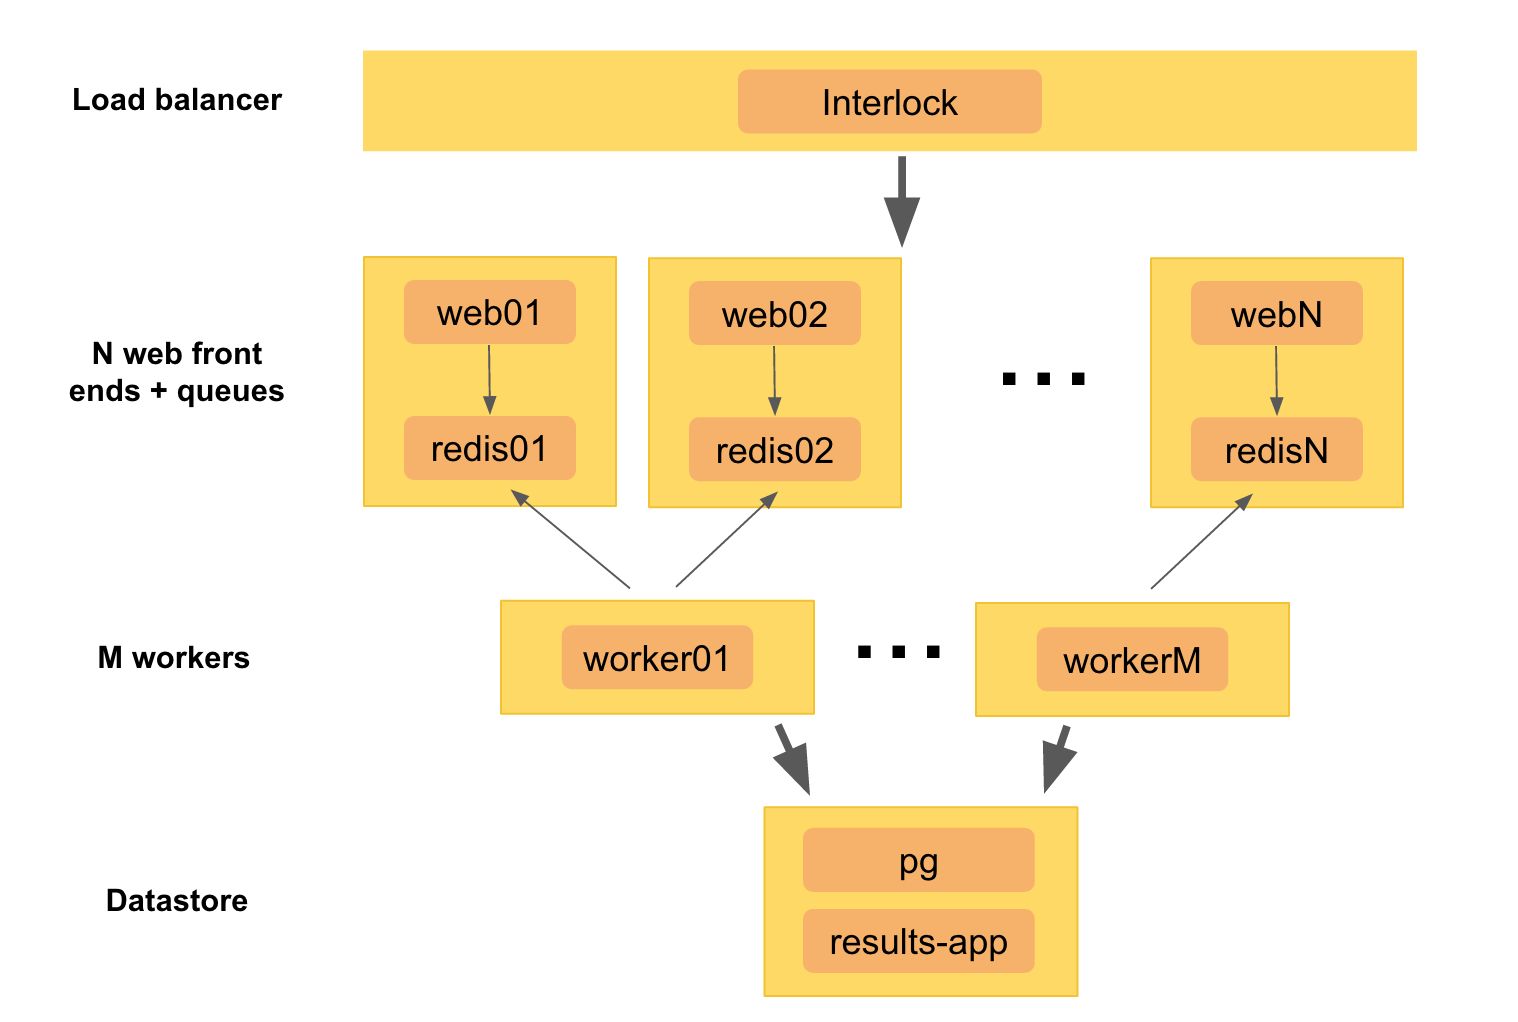 Load balancer
Interlock
web01
web02
webN
N web front
ends + queues
redis01
redis02
redisN
M workers
worker01
workerM
pg
Datastore
results-app